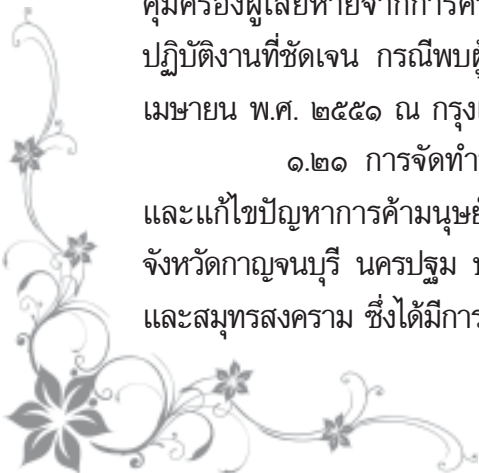 คุ้มครองผู้เสียหายจากการค้
ปฏิบัติงานที่ชัดเจน กรณีพบผู้
เมษายน พ.ศ. ๒๕๕๑ ณ กรุงเ
๑.๒๑ การจัดทำ
และแก้ไขปัญหาการค้ามนุษย์
จังหวัดกาญจนบุรี นครปฐม
และสมุทรสงคราม ซึ่งได้มีการ